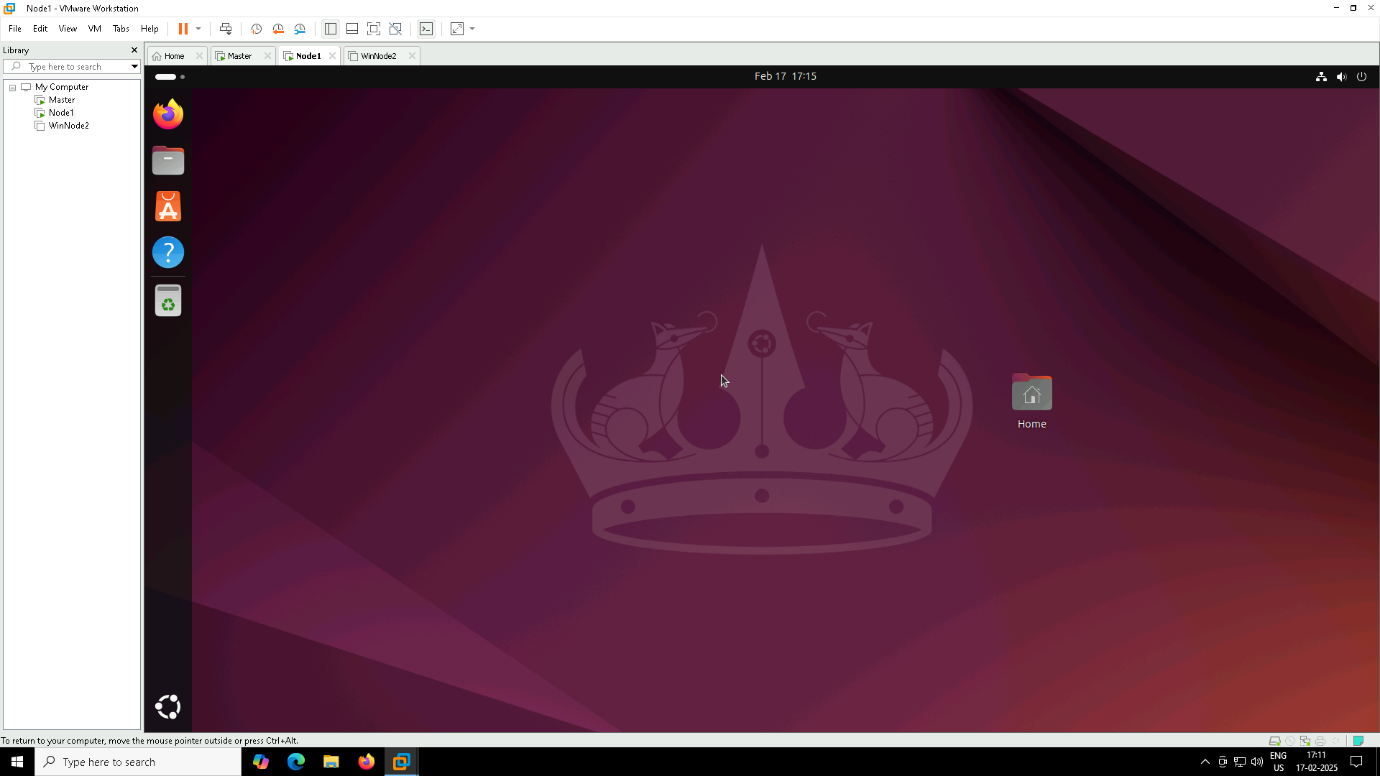 Node1 - VMware Workstation
File Edit View VM Tabs Help
Library
Type here to search
My Computer
Master
Node1
WinNode2
Home Master Node1 WinNode2
Feb 17 17:15
Home
To return to your computer, move the mouse pointer outside or press Ctrl+Alt.
Type here to search
ENG
US
17:11
17-02-2025